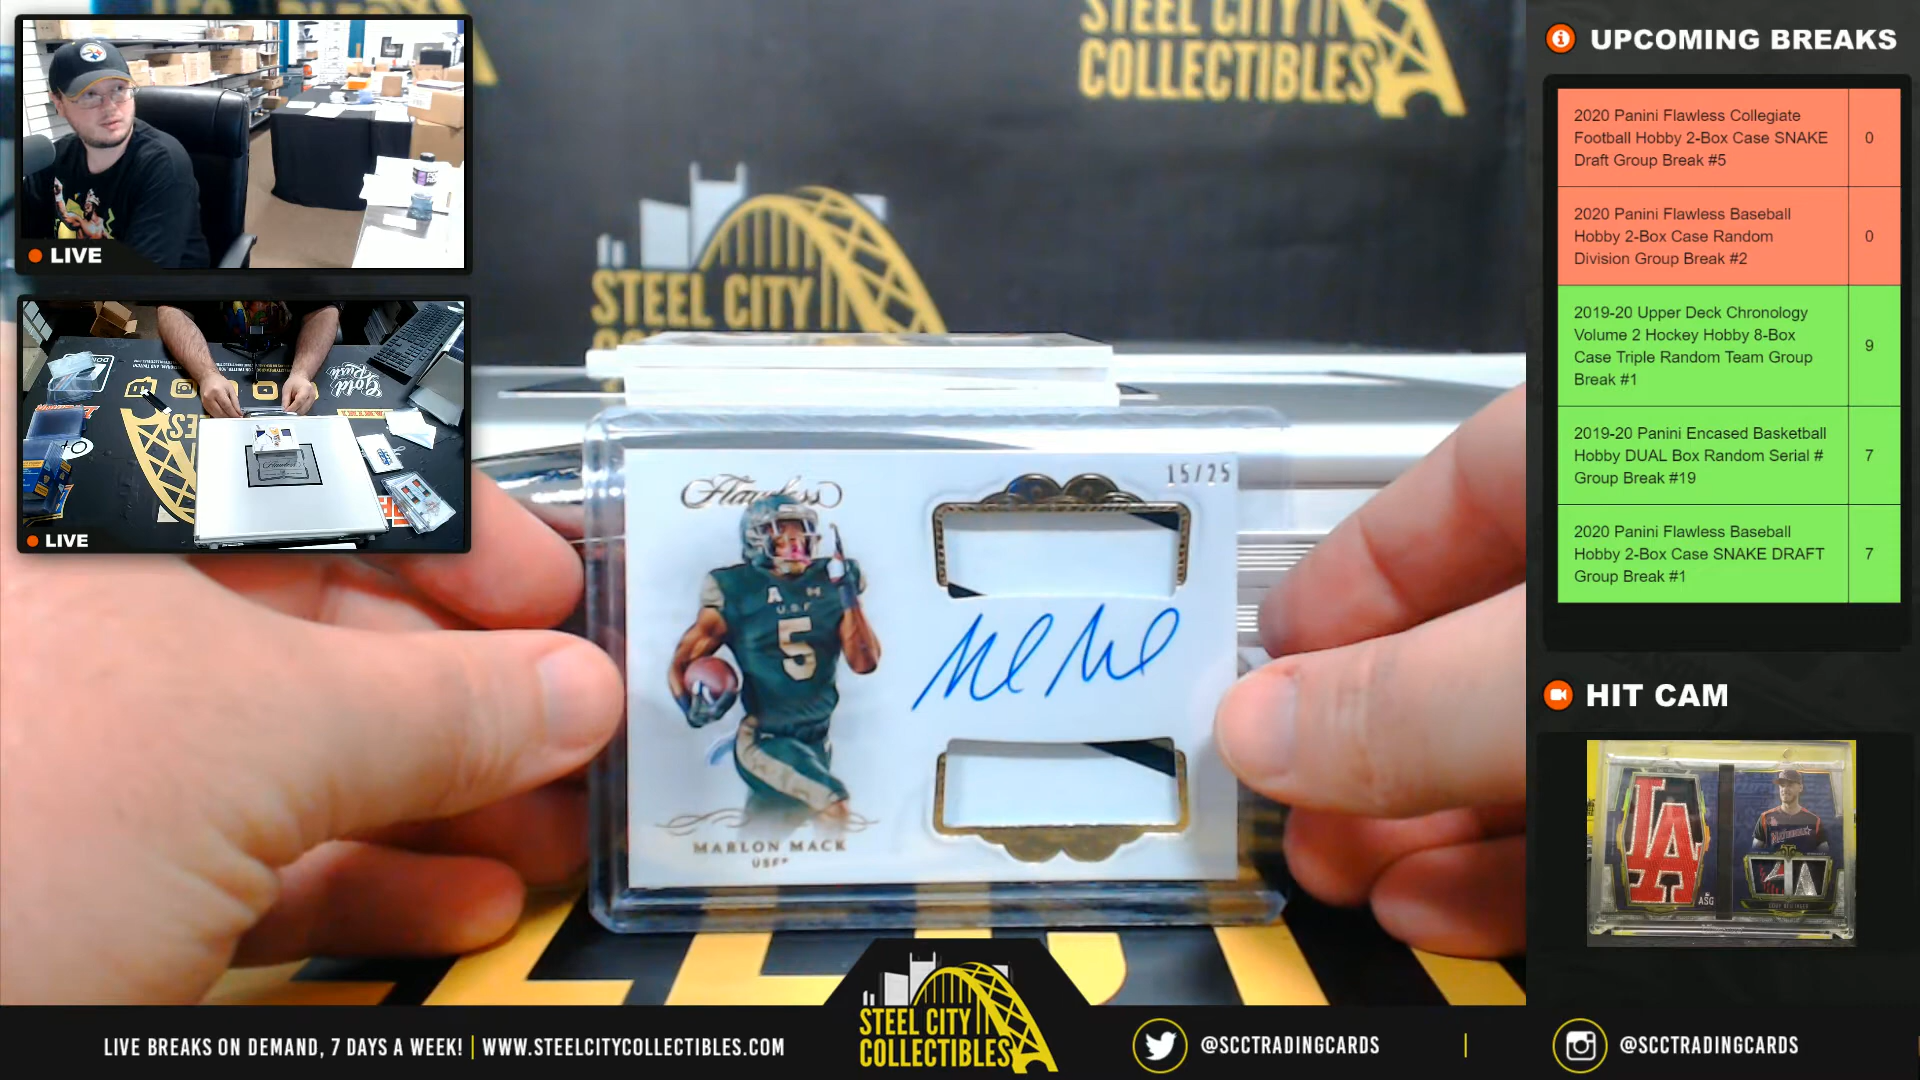 LIVE
LIVE
STEEL CITY
COLLECTIBLES
STEEL CITY
Flawless
15/25
A
USF
5
MARLON MACK
USF
UPCOMING BREAKS
2020 Panini Flawless Collegiate
Football Hobby 2-Box Case SNAKE
Draft Group Break #5
0
2020 Panini Flawless Baseball
Hobby 2-Box Case Random
Division Group Break #2
0
2019-20 Upper Deck Chronology
Volume 2 Hockey Hobby 8-Box
Case Triple Random Team Group
Break #1
9
2019-20 Panini Encased Basketball
Hobby DUAL Box Random Serial #
Group Break #19
7
2020 Panini Flawless Baseball
Hobby 2-Box Case SNAKE DRAFT
Group Break #1
7
HIT CAM
LA
ASG
Gold
Rush
LIVE BREAKS ON DEMAND, 7 DAYS A WEEK! | WWW.STEELCITYCOLLECTIBLES.COM
STEEL CITY
COLLECTIBLES
@SCCTRADINGCARDS
|
@SCCTRADINGCARDS